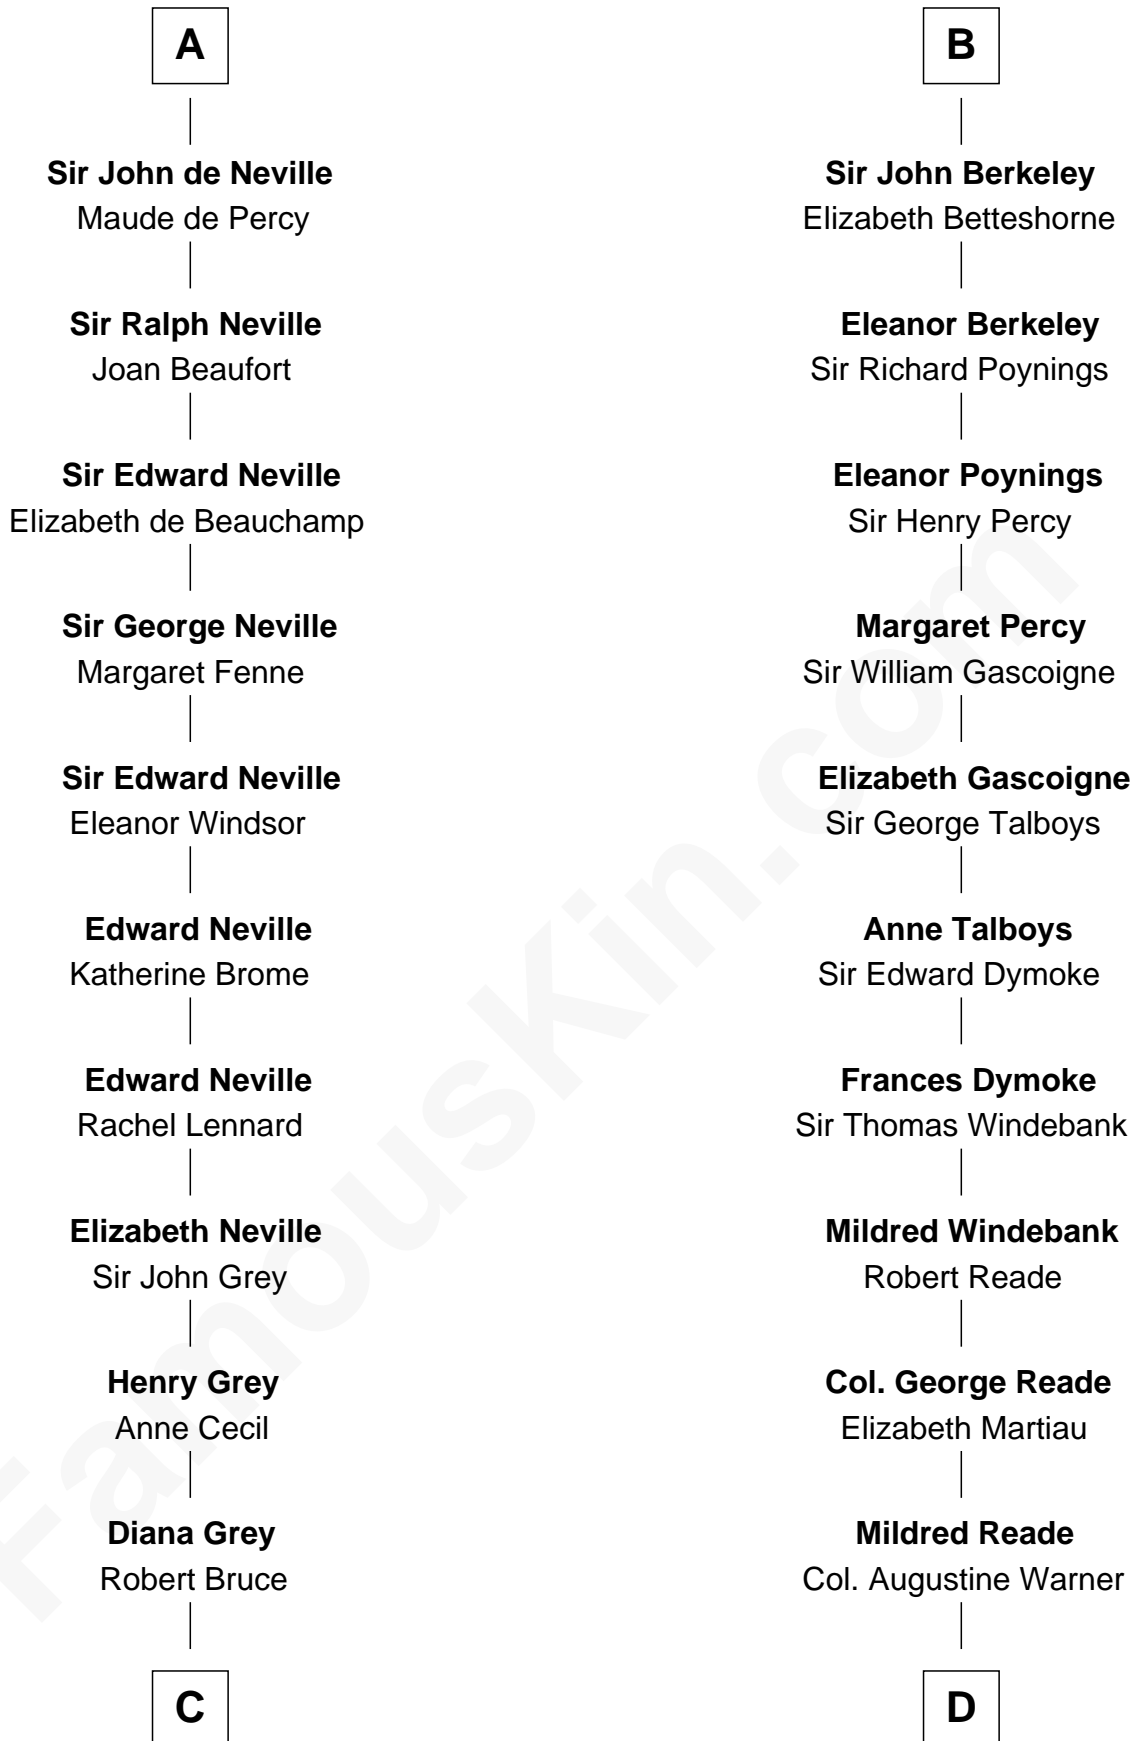 A
Sir John de Neville
Maude de Percy
Sir Ralph Neville
Joan Beaufort
Sir Edward Neville
Elizabeth de Beauchamp
Sir George Neville
Margaret Fenne
Sir Edward Neville
Eleanor Windsor
Edward Neville
Katherine Brome
Edward Neville
Rachel Lennard
Elizabeth Neville
Sir John Grey
Henry Grey
Anne Cecil
Diana Grey
Robert Bruce
C
B
Sir John Berkeley
Elizabeth Betteshorne
Eleanor Berkeley
Sir Richard Poynings
Eleanor Poynings
Sir Henry Percy
Margaret Percy
Sir William Gascoigne
Elizabeth Gascoigne
Sir George Talboys
Anne Talboys
Sir Edward Dymoke
Frances Dymoke
Sir Thomas Windebank
Mildred Windebank
Robert Reade
Col. George Reade
Elizabeth Martiau
Mildred Reade
Col. Augustine Warner
D
FamousKin.com